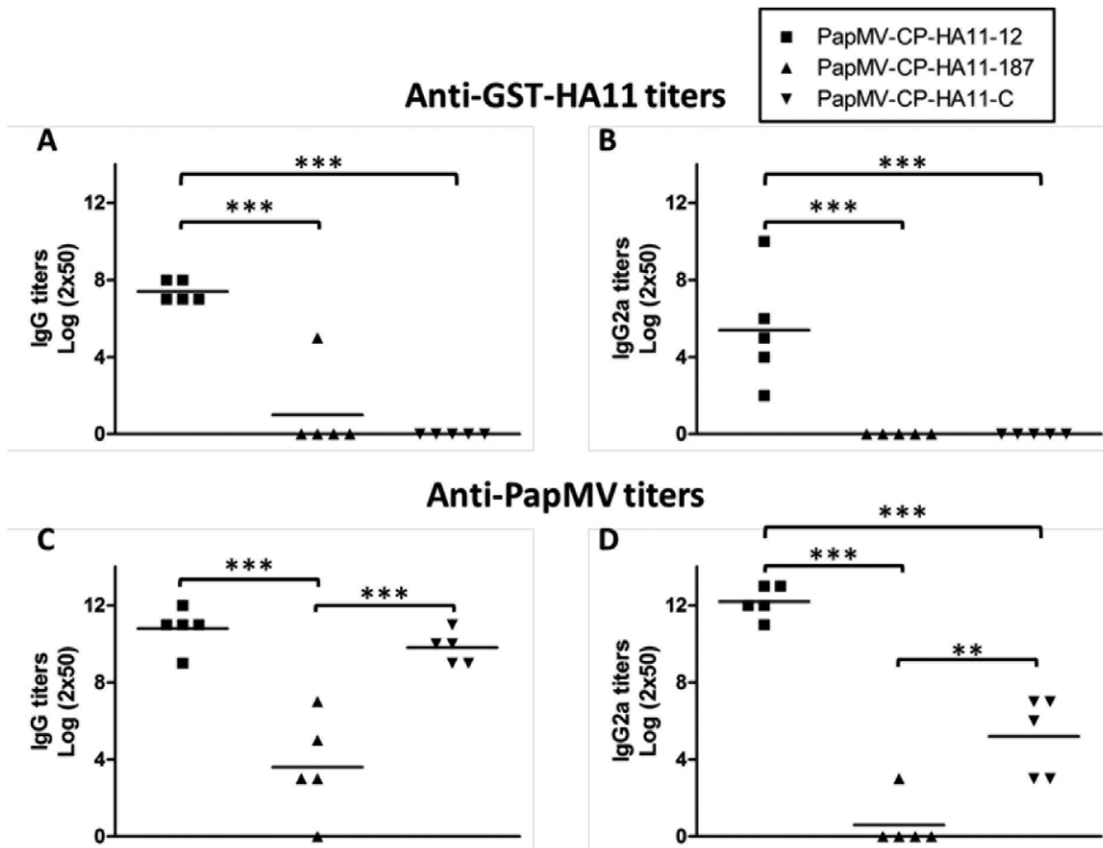 PapMV-CP-HA11-12
PapMV-CP-HA11-187
PapMV-CP-HA11-C
Anti-GST-HA11 titers
A
***
***
IgG titers
Log (2x50)
12
8
4
0
B
***
***
IgG2a titers
Log (2x50)
12
8
4
0
Anti-PapMV titers
C
***
***
IgG titers
Log (2x50)
12
8
4
0
D
***
***
**
IgG2a titers
Log (2x50)
12
8
4
0